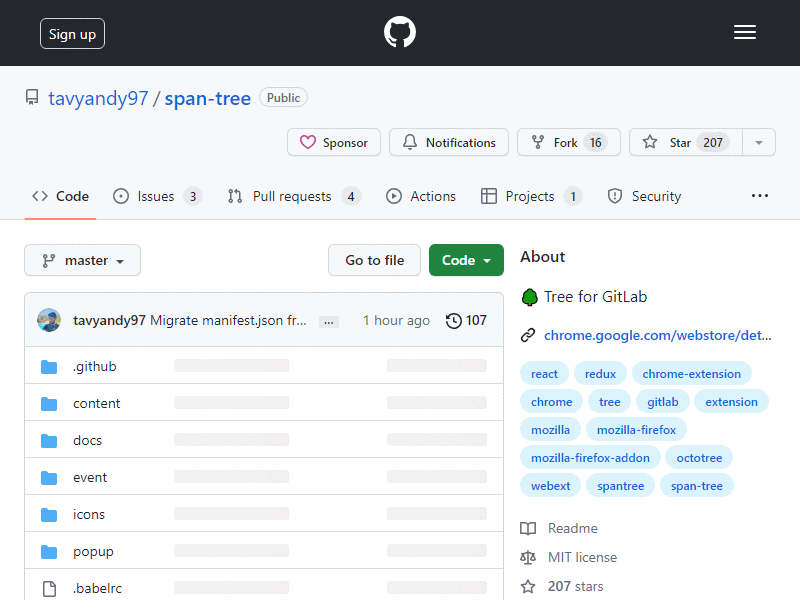 Sign up
tavyandy97 / span-tree Public
Sponsor Notifications Fork 16 Star 207
Code Issues 3 Pull requests 4 Actions Projects 1 Security ...
master Go to file Code
About
tavyandy97 Migrate manifest.json fr... ... 1 hour ago 107
Tree for GitLab
chrome.google.com/webstore/det...
.github
content
docs
event
icons
popup
.babelrc
react redux chrome-extension
chrome tree gitlab extension
mozilla mozilla-firefox
mozilla-firefox-addon octotree
webext spantree span-tree
Readme
MIT license
207 stars